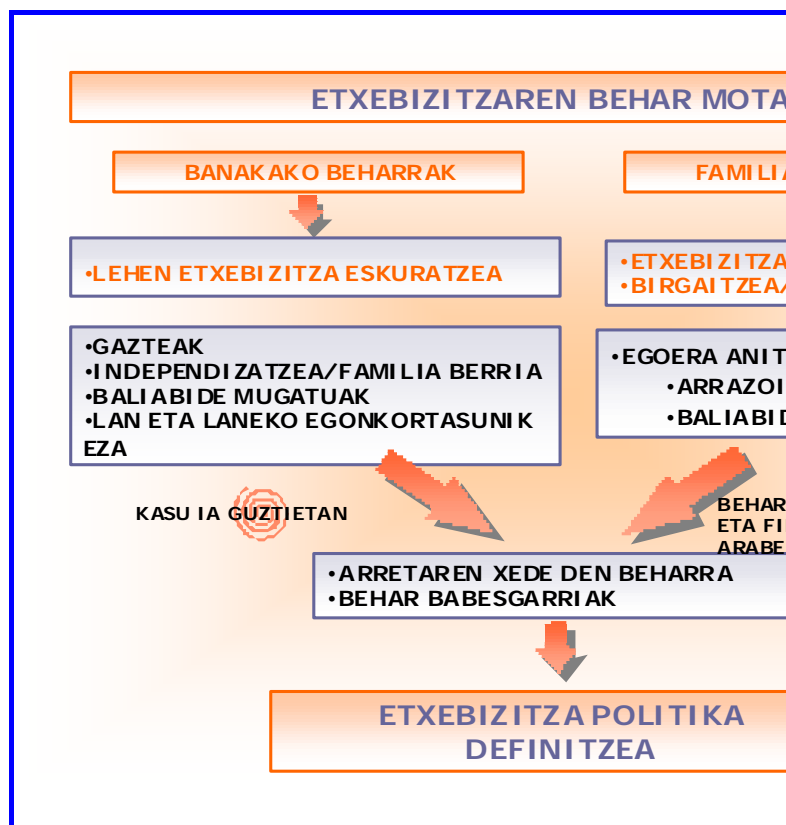 ETXEBIZITZAREN BEHAR MOTA
BANAKAKO BEHARRAK
•LEHEN ETXEBIZITZA ESKURATZEA
•GAZTEAK
•INDEPENDIZATZEA/FAMILIA BERRIA
•BALIABIDE MUGATUAK
•LAN ETA LANEKO EGONKORTASUNIK
EZA
KASU IA GUZTIETAN
FAMILIA
•ETXEBIZITZA
•BIRGAITZEA/
•EGOERA ANIT
•ARRAZOI
•BALIABID
BEHAR
ETA FI
ARABE
•ARRETAREN XEDE DEN BEHARRA
•BEHAR BABESGARRIAK
ETXEBIZITZA POLITIKA
DEFINITZEA